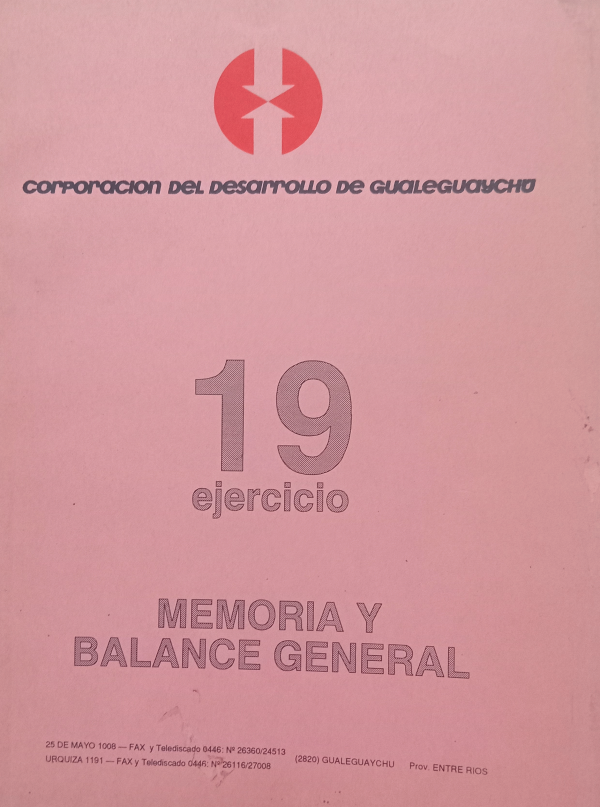 CORPORACION DEL DESARROLLO DE GUALEGUAYCHÚ
19
ejercicio
MEMORIA Y
BALANCE GENERAL
25 DE MAYO 1008 — FAX y Telediscado 0446: Nº 26360/24513
URQUIZA 1191 — FAX y Telediscado 0446: Nº 26116/27008
(2820) GUALEGUAYCHU Prov. ENTRE RIOS